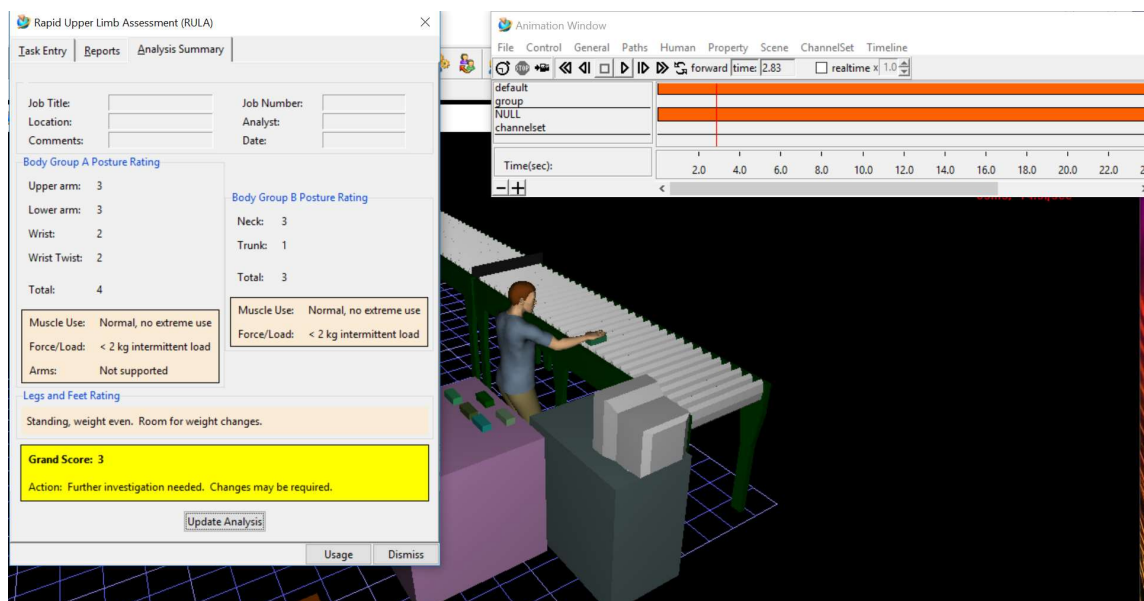 Rapid Upper Limb Assessment (RULA)
Task Entry Reports Analysis Summary
Job Title: Job Number:
Location: Analyst:
Comments: Date:
Body Group A Posture Rating
Upper arm: 3
Lower arm: 3
Wrist: 2
Wrist Twist: 2
Total: 4
Muscle Use: Normal, no extreme use
Force/Load: < 2 kg intermittent load
Arms: Not supported
Body Group B Posture Rating
Neck: 3
Trunk: 1
Total: 3
Muscle Use: Normal, no extreme use
Force/Load: < 2 kg intermittent load
Legs and Feet Rating
Standing, weight even. Room for weight changes.
Grand Score: 3
Action: Further investigation needed. Changes may be required.
Update Analysis
Usage Dismiss
Animation Window
File Control General Paths Human Property Scene ChannelSet Timeline
STOP forward time: 2.83 realtime x 1.0
default
group
NULL
channelset
Time(sec): 2.0 4.0 6.0 8.0 10.0 12.0 14.0 16.0 18.0 20.0 22.0